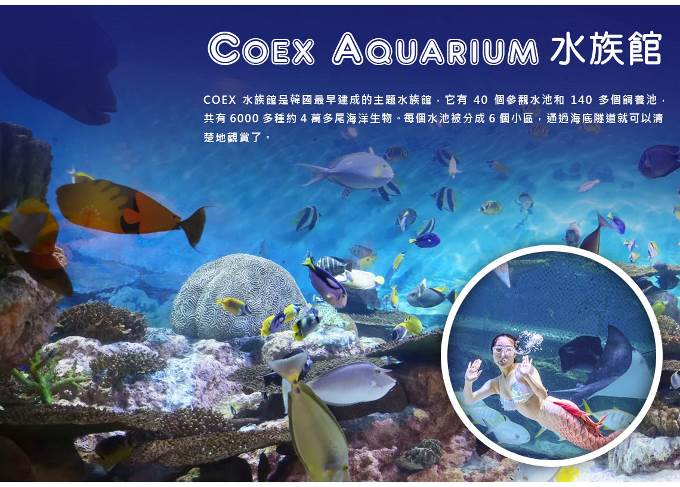 COEX AQUARIUM 水族館
COEX 水族館是韓國最早建成的主題水族館，它有 40 個參觀水池和 140 多個飼養池，
共有 6000 多種約 4 萬多尾海洋生物。每個水池被分成 6 個小區，通過海底隧道就可以清
楚地觀賞了。